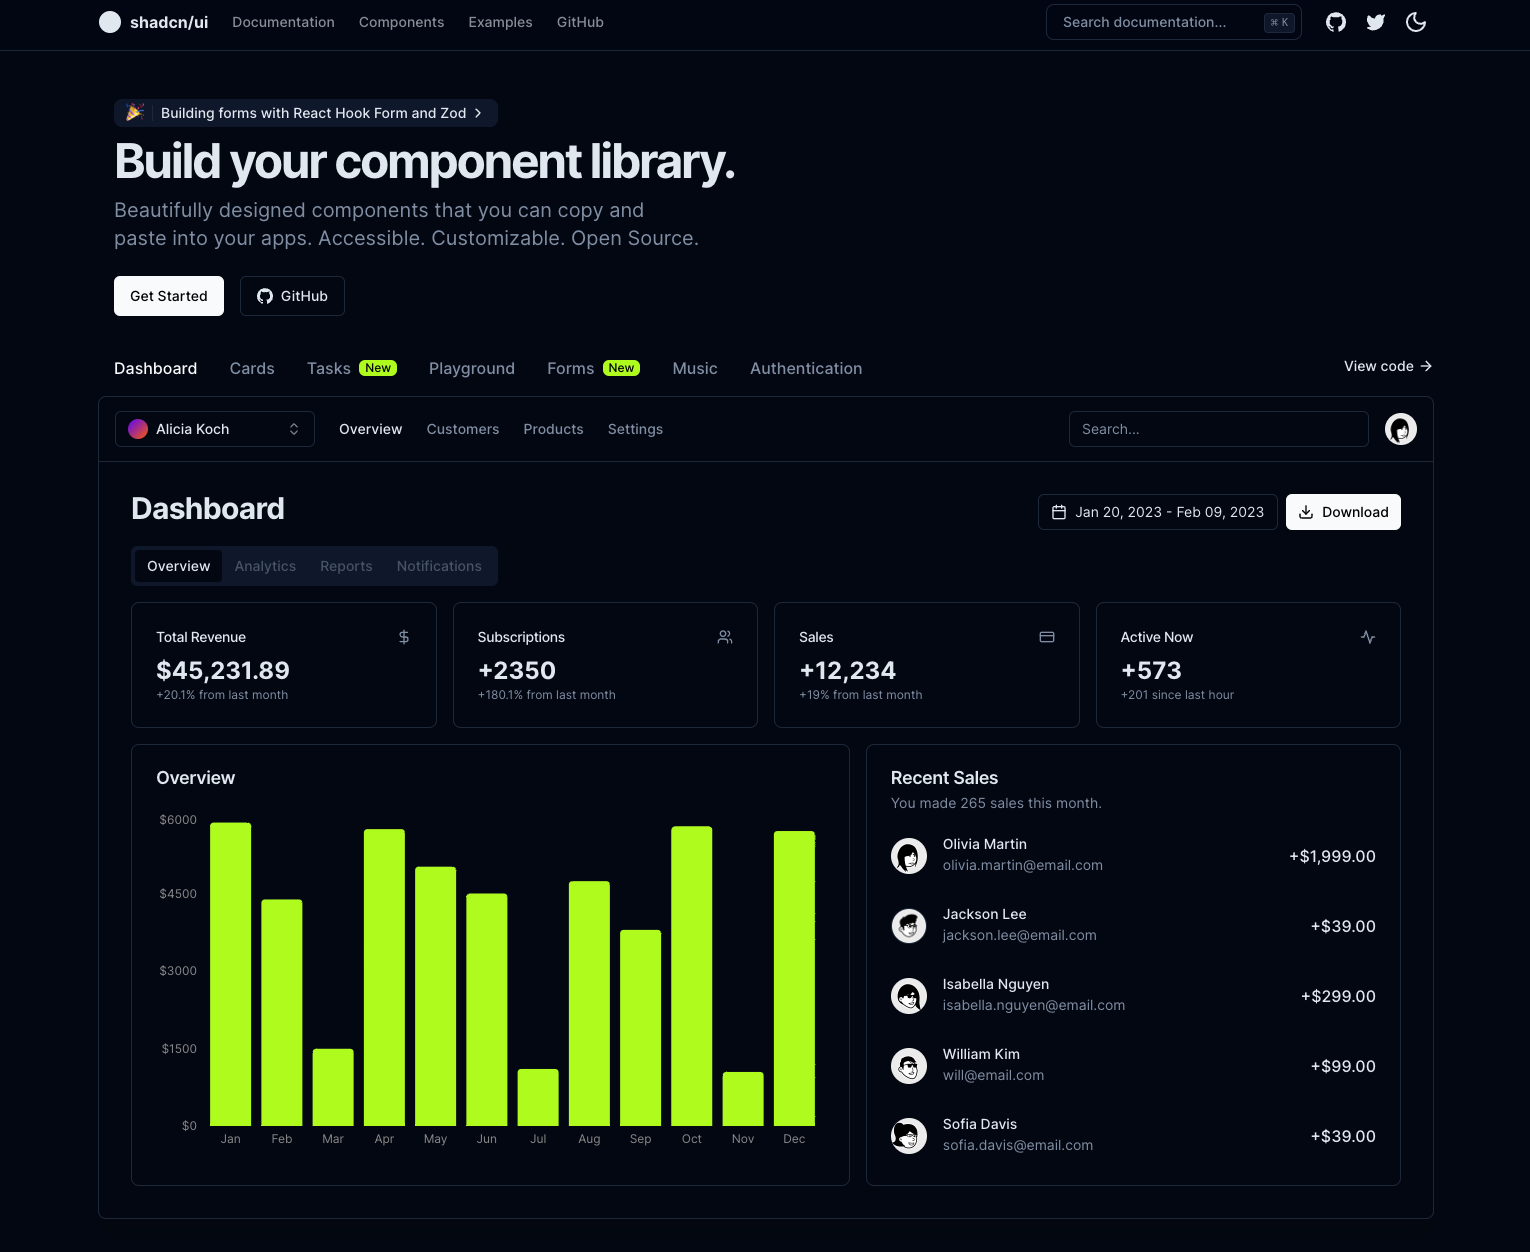 shadcn/ui Documentation Components Examples GitHub Search documentation... ⌘ K
Building forms with React Hook Form and Zod
Build your component library.
Beautifully designed components that you can copy and
paste into your apps. Accessible. Customizable. Open Source.
Get Started GitHub
Dashboard Cards Tasks New Playground Forms New Music Authentication View code →
Alicia Koch Overview Customers Products Settings Search...
Dashboard
Jan 20, 2023 - Feb 09, 2023 Download
Overview Analytics Reports Notifications
Total Revenue
$45,231.89
+20.1% from last month
Subscriptions
+2350
+180.1% from last month
Sales
+12,234
+19% from last month
Active Now
+573
+201 since last hour
Overview
$6000
$4500
$3000
$1500
$0
Jan Feb Mar Apr May Jun Jul Aug Sep Oct Nov Dec
Recent Sales
You made 265 sales this month.
Olivia Martin
olivia.martin@email.com
+$1,999.00
Jackson Lee
jackson.lee@email.com
+$39.00
Isabella Nguyen
isabella.nguyen@email.com
+$299.00
William Kim
will@email.com
+$99.00
Sofia Davis
sofia.davis@email.com
+$39.00